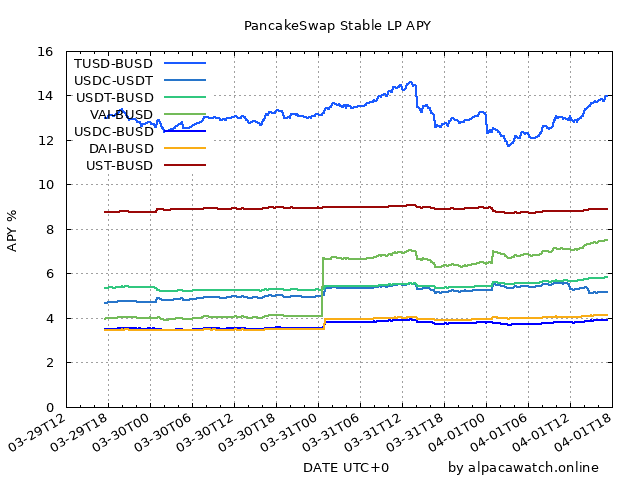 PancakeSwap Stable LP APY
16
14
12
10
8
6
4
2
0
APY %
TUSD-BUSD
USDC-USDT
USDT-BUSD
VAI-BUSD
USDC-BUSD
DAI-BUSD
UST-BUSD
03-29T12
03-29T18
03-30T00
03-30T06
03-30T12
03-30T18
03-31T00
03-31T06
03-31T12
03-31T18
04-01T00
04-01T06
04-01T12
04-01T18
DATE UTC+0
by alpacawatch.online